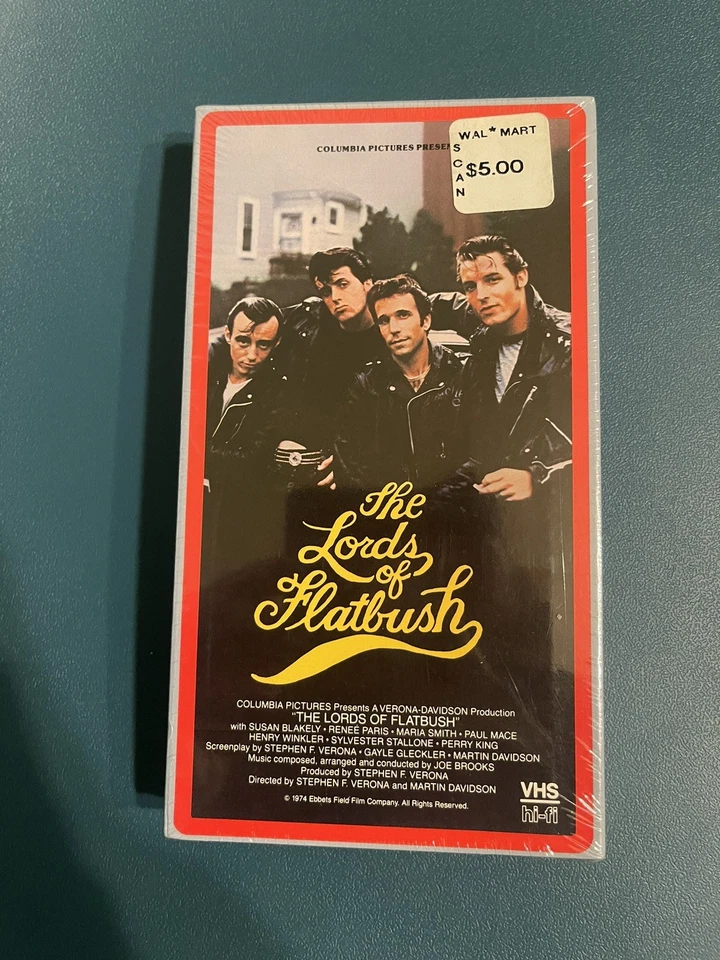 COLUMBIA PICTURES PRESEN
WAL*MART
SCAN
$5.00
The
Lords
of
Flatbush
COLUMBIA PICTURES Presents A VERONA-DAVIDSON Production
"THE LORDS OF FLATBUSH"
with SUSAN BLAKELY • RENEÉ PARIS • MARIA SMITH • PAUL MACE
HENRY WINKLER • SYLVESTER STALLONE • PERRY KING
Screenplay by STEPHEN F. VERONA • GAYLE GLECKLER • MARTIN DAVIDSON
Music composed, arranged and conducted by JOE BROOKS
Produced by STEPHEN F. VERONA
Directed by STEPHEN F. VERONA and MARTIN DAVIDSON
© 1974 Ebbets Field Film Company. All Rights Reserved.
VHS
hi-fi